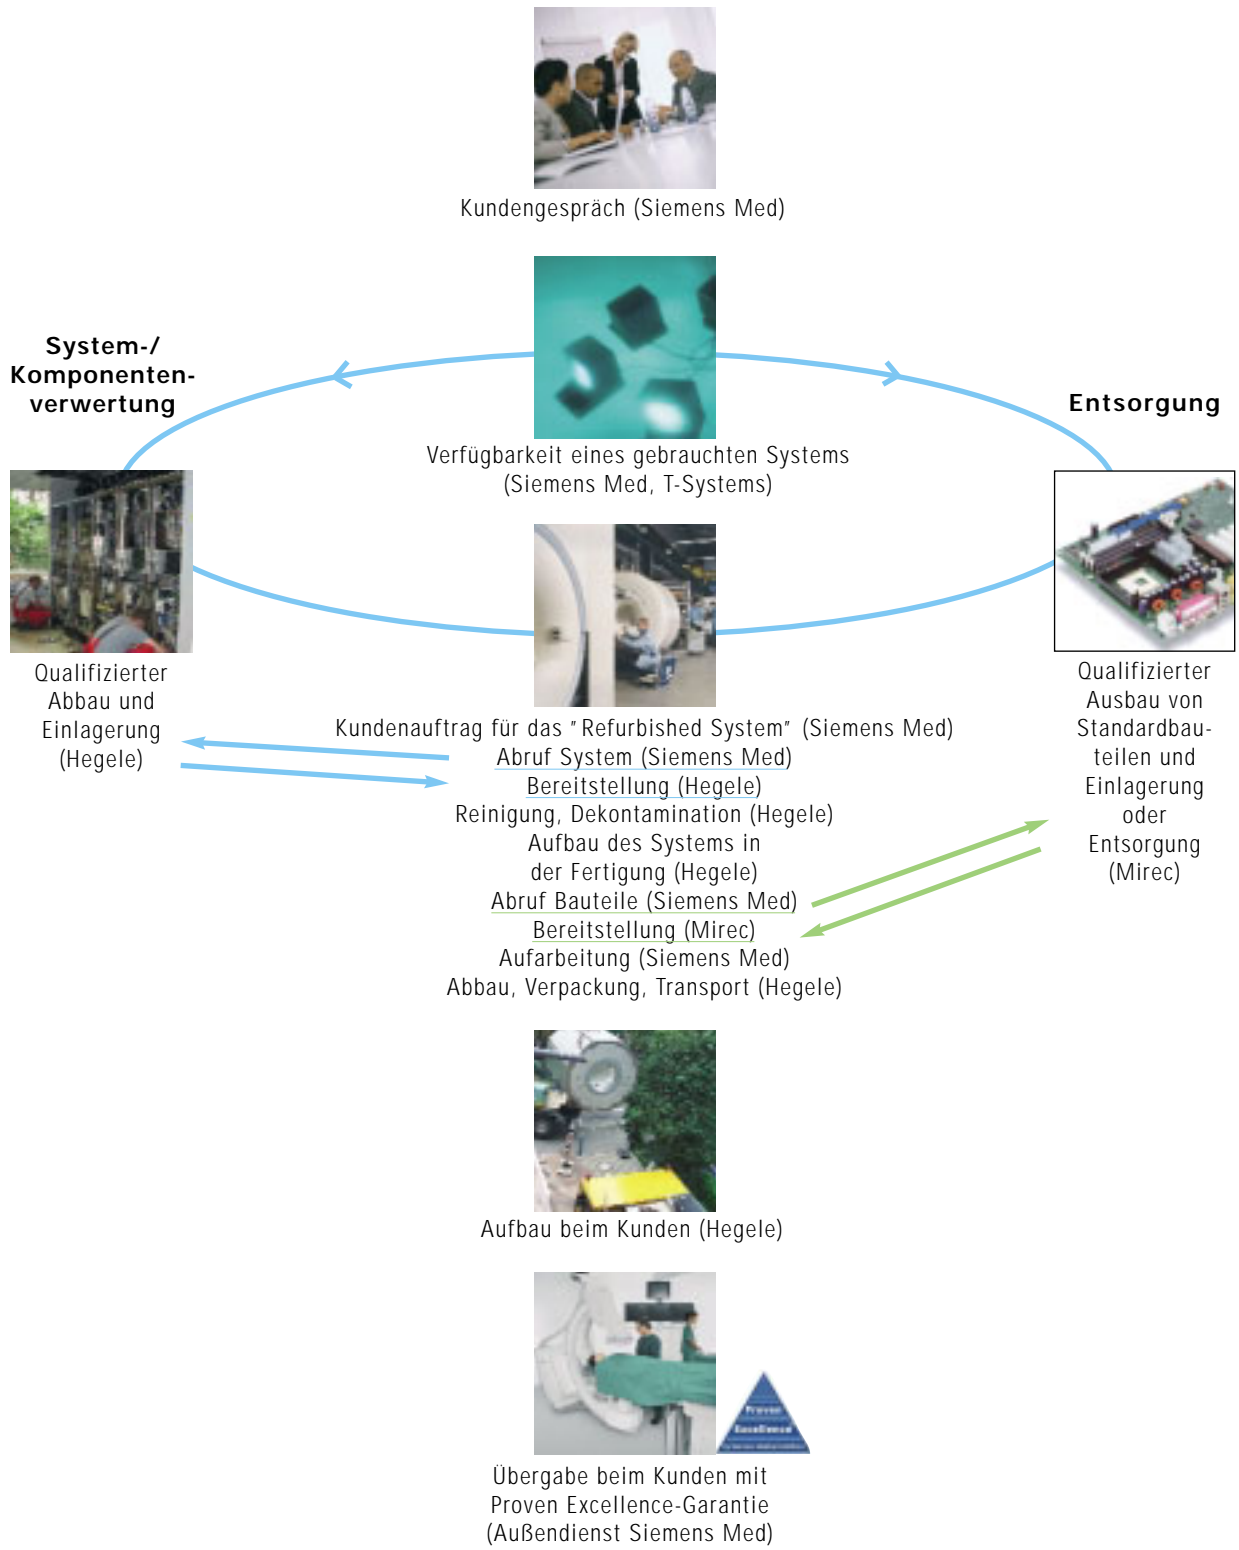 Kundengespräch (Siemens Med)
System-/
Komponenten-
verwertung
Entsorgung
Verfügbarkeit eines gebrauchten Systems
(Siemens Med, T-Systems)
Qualifizierter
Abbau und
Einlagerung
(Hegele)
Qualifizierter
Ausbau von
Standardbau-
teilen und
Einlagerung
oder
Entsorgung
(Mirec)
Kundenauftrag für das "Refurbished System" (Siemens Med)
Abruf System (Siemens Med)
Bereitstellung (Hegele)
Reinigung, Dekontamination (Hegele)
Aufbau des Systems in
der Fertigung (Hegele)
Abruf Bauteile (Siemens Med)
Bereitstellung (Mirec)
Aufarbeitung (Siemens Med)
Abbau, Verpackung, Transport (Hegele)
Aufbau beim Kunden (Hegele)
Proven
Excellence
Übergabe beim Kunden mit
Proven Excellence-Garantie
(Außendienst Siemens Med)